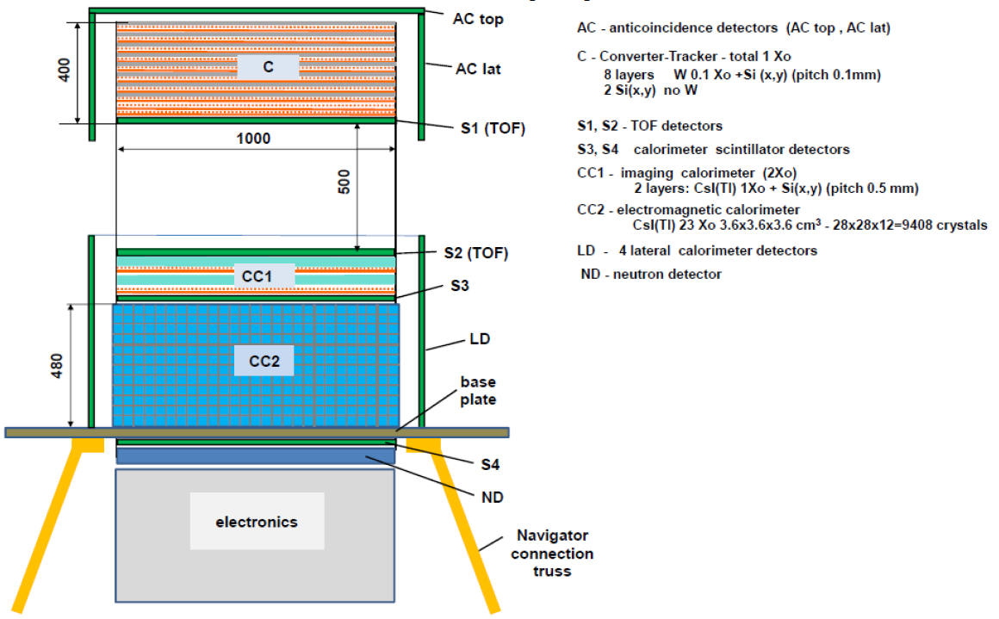 AC top
AC lat
C
400
S1 (TOF)
1000
500
S2 (TOF)
CC1
S3
480
CC2
LD
base
plate
S4
ND
electronics
Navigator
connection
truss
AC - anticoincidence detectors (AC top , AC lat)
C - Converter-Tracker - total 1 Xo
8 layers W 0.1 Xo +Si (x,y) (pitch 0.1mm)
2 Si(x,y) no W
S1, S2 - TOF detectors
S3, S4 calorimeter scintillator detectors
CC1 - imaging calorimeter (2Xo)
2 layers: CsI(Tl) 1Xo + Si(x,y) (pitch 0.5 mm)
CC2 - electromagnetic calorimeter
CsI(Tl) 23 Xo 3.6x3.6x3.6 cm³ - 28x28x12=9408 crystals
LD - 4 lateral calorimeter detectors
ND - neutron detector